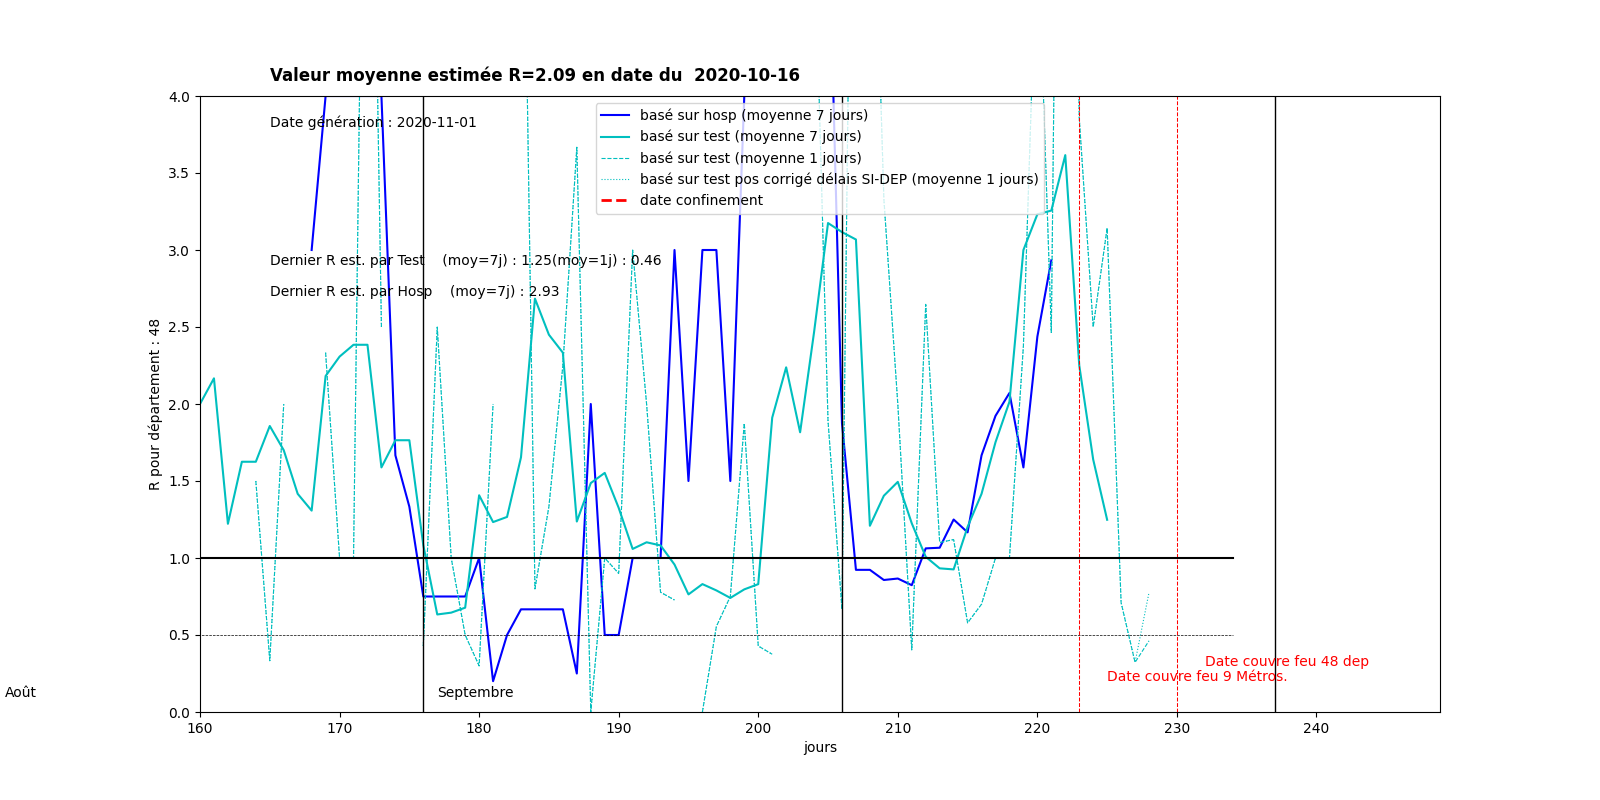 Valeur moyenne estimée R=2.09 en date du  2020-10-16
4.0
3.5
3.0
2.5
2.0
1.5
1.0
0.5
0.0
R pour département : 48
Date génération : 2020-11-01
basé sur hosp (moyenne 7 jours)
basé sur test (moyenne 7 jours)
basé sur test (moyenne 1 jours)
basé sur test pos corrigé délais SI-DEP (moyenne 1 jours)
date confinement
Dernier R est. par Test    (moy=7j) : 1.25(moy=1j) : 0.46
Dernier R est. par Hosp    (moy=7j) : 2.93
Date couvre feu 48 dep
Date couvre feu 9 Métros.
Août
Septembre
160 170 180 190 200 210 220 230 240
jours